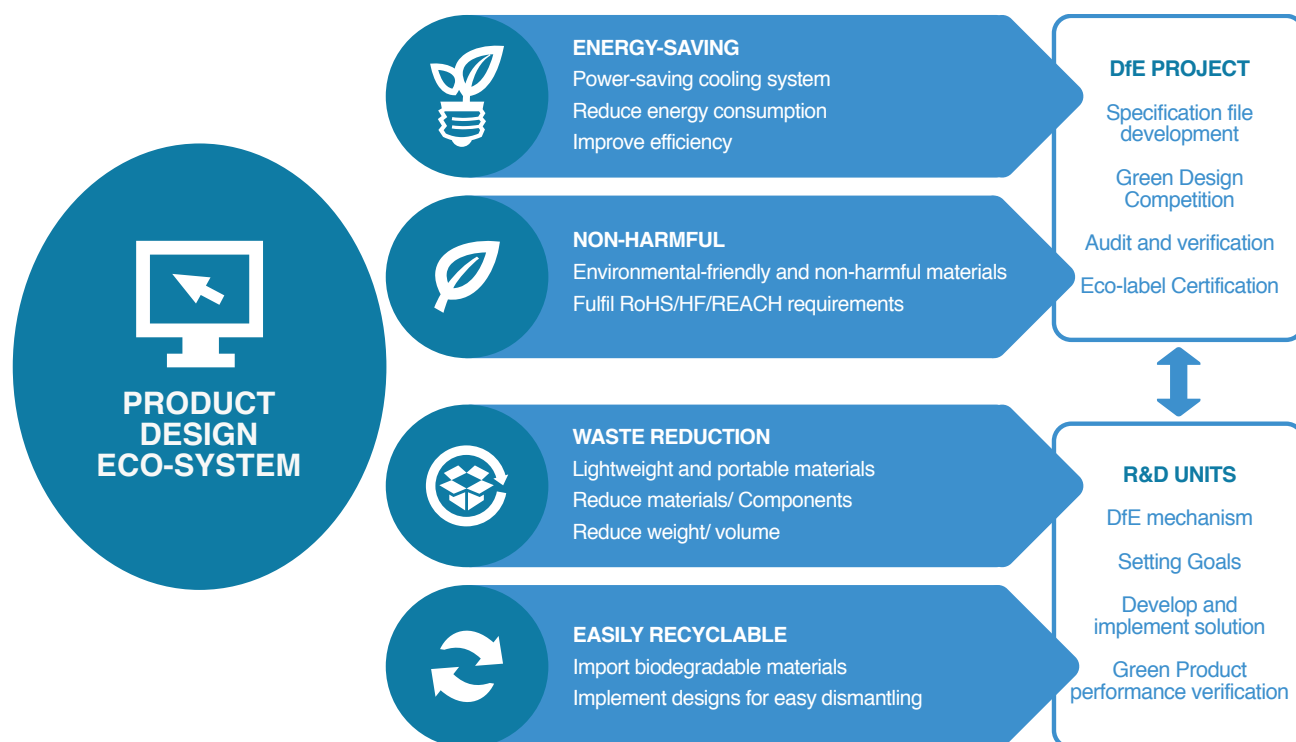 PRODUCT
DESIGN
ECO-SYSTEM
ENERGY-SAVING
Power-saving cooling system
Reduce energy consumption
Improve efficiency
NON-HARMFUL
Environmental-friendly and non-harmful materials
Fulfil RoHS/HF/REACH requirements
WASTE REDUCTION
Lightweight and portable materials
Reduce materials/ Components
Reduce weight/ volume
EASILY RECYCLABLE
Import biodegradable materials
Implement designs for easy dismantling
DfE PROJECT
Specification file
development
Green Design
Competition
Audit and verification
Eco-label Certification
R&D UNITS
DfE mechanism
Setting Goals
Develop and
implement solution
Green Product
performance verification